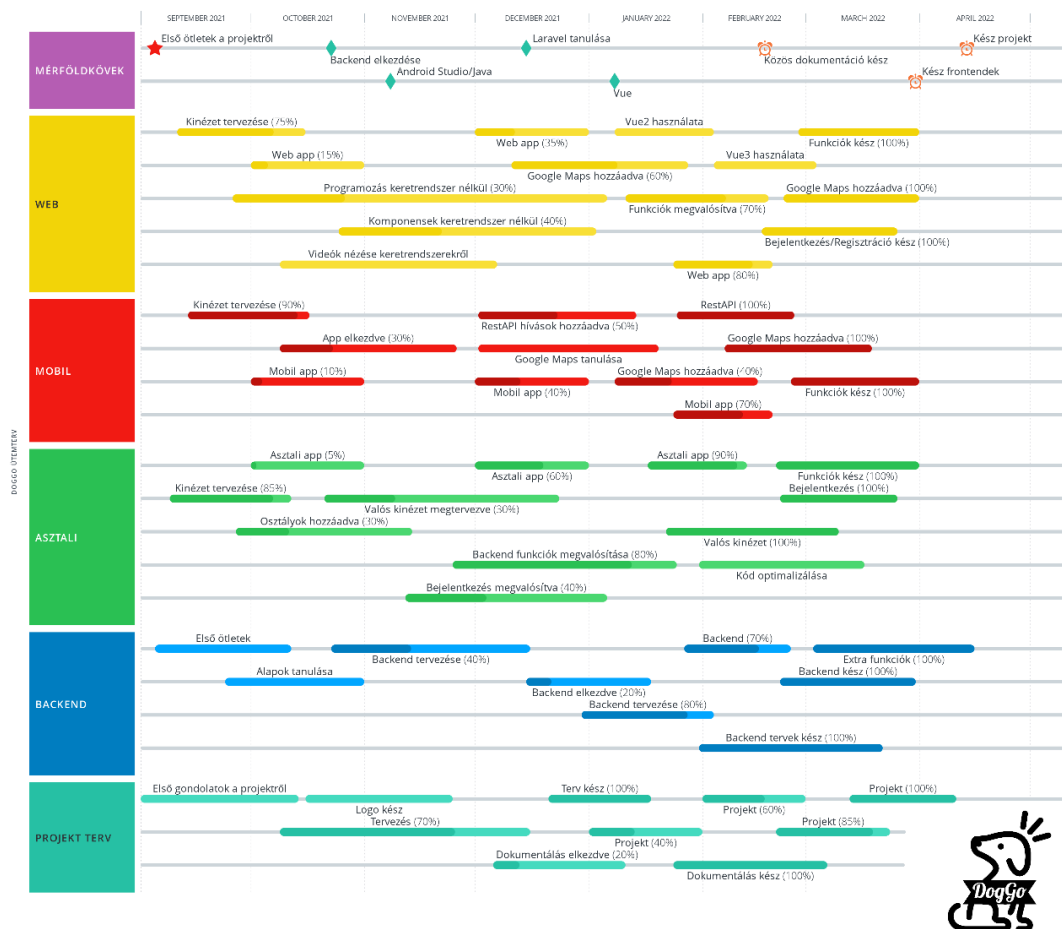 SEPTEMBER 2021 OCTOBER 2021 NOVEMBER 2021 DECEMBER 2021 JANUARY 2022 FEBRUARY 2022 MARCH 2022 APRIL 2022
DOGGO ÜTEMTERV
MÉRFÖLDKÖVEK
Első ötletek a projektről Laravel tanulása Kész projekt
Backend elkezdése Közös dokumentáció kész
Android Studio/Java Kész frontendek
Vue
WEB
Kinézet tervezése (75%) Vue2 használata
Web app (35%) Funkciók kész (100%)
Web app (15%) Vue3 használata
Google Maps hozzáadva (60%)
Programozás keretrendszer nélkül (30%) Google Maps hozzáadva (100%)
Funkciók megvalósítva (70%)
Komponensek keretrendszer nélkül (40%)
Bejelentkezés/Regisztráció kész (100%)
Videók nézése keretrendszerekről
Web app (80%)
MOBIL
Kinézet tervezése (90%) RestAPI (100%)
RestAPI hívások hozzáadva (50%)
App elkezdve (30%) Google Maps hozzáadva (100%)
Google Maps tanulása
Mobil app (10%) Google Maps hozzáadva (40%)
Mobil app (40%) Funkciók kész (100%)
Mobil app (70%)
ASZTALI
Asztali app (5%) Asztali app (90%)
Asztali app (60%) Funkciók kész (100%)
Kinézet tervezése (85%) Bejelentkezés (100%)
Valós kinézet megtervezve (30%)
Osztályok hozzáadva (30%)
Valós kinézet (100%)
Backend funkciók megvalósítása (80%)
Kód optimalizálása
Bejelentkezés megvalósítva (40%)
BACKEND
Első ötletek Backend (70%)
Backend tervezése (40%) Extra funkciók (100%)
Alapok tanulása Backend kész (100%)
Backend elkezdve (20%)
Backend tervezése (80%)
Backend tervek kész (100%)
PROJEKT TERV
Első gondolatok a projektről Terv kész (100%) Projekt (100%)
Logo kész Projekt (60%)
Tervezés (70%) Projekt (85%)
Projekt (40%)
Dokumentálás elkezdve (20%)
Dokumentálás kész (100%)
DogGo